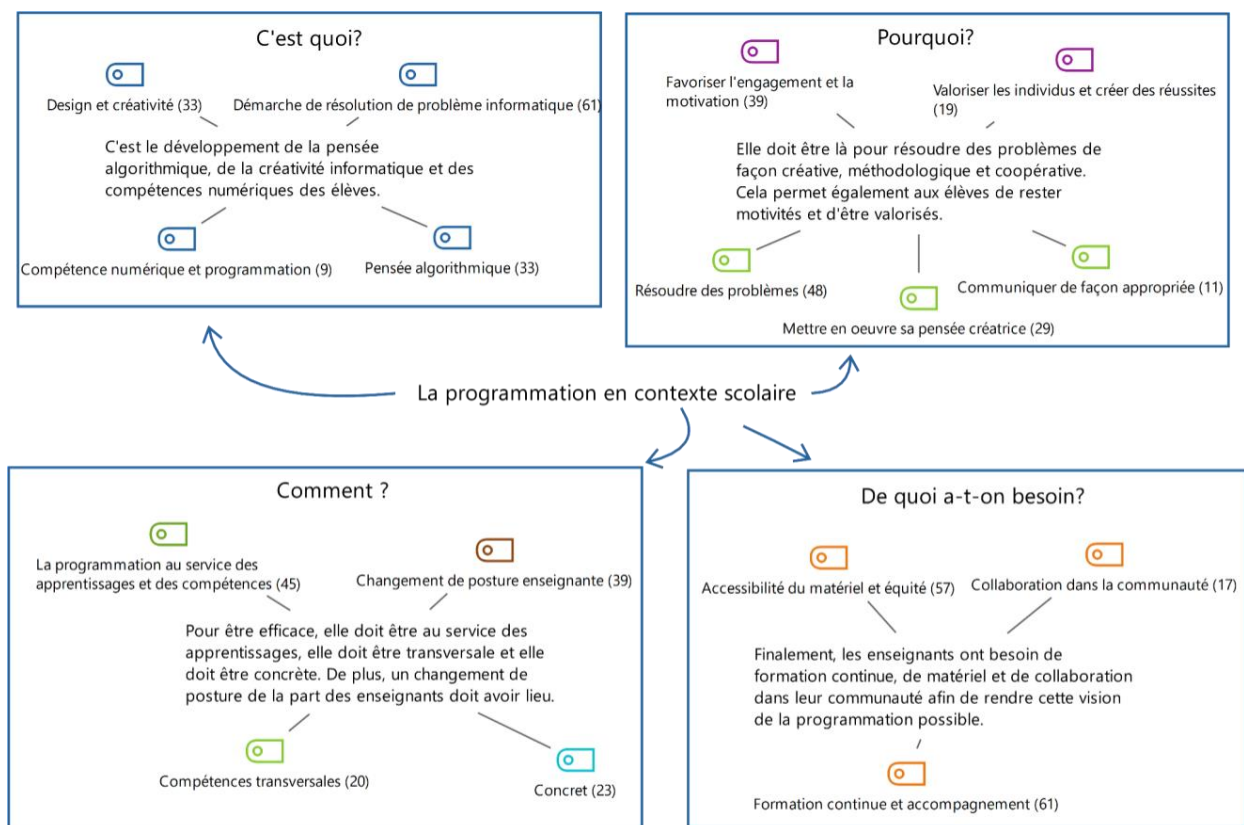 C'est quoi?
Design et créativité (33)
Démarche de résolution de problème informatique (61)
C'est le développement de la pensée
algorithmique, de la créativité informatique et des
compétences numériques des élèves.
Compétence numérique et programmation (9)
Pensée algorithmique (33)
Pourquoi?
Favoriser l'engagement et la
motivation (39)
Valoriser les individus et créer des réussites
(19)
Elle doit être là pour résoudre des problèmes de
façon créative, méthodologique et coopérative.
Cela permet également aux élèves de rester
motivités et d'être valorisés.
Résoudre des problèmes (48)
Communiquer de façon appropriée (11)
Mettre en oeuvre sa pensée créatrice (29)
La programmation en contexte scolaire
Comment ?
La programmation au service des
apprentissages et des compétences (45)
Changement de posture enseignante (39)
Pour être efficace, elle doit être au service des
apprentissages, elle doit être transversale et elle
doit être concrète. De plus, un changement de
posture de la part des enseignants doit avoir lieu.
Compétences transversales (20)
Concret (23)
De quoi a-t-on besoin?
Accessibilité du matériel et équité (57)
Collaboration dans la communauté (17)
Finalement, les enseignants ont besoin de
formation continue, de matériel et de collaboration
dans leur communauté afin de rendre cette vision
de la programmation possible.
Formation continue et accompagnement (61)